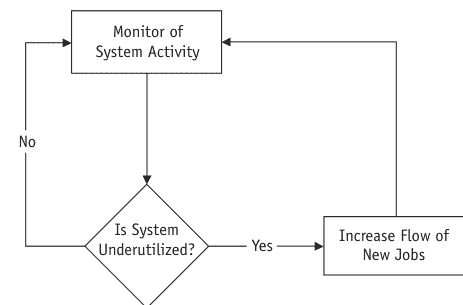 Monitor of
System Activity
No
Is System
Underutilized?
Yes
Increase Flow of
New Jobs